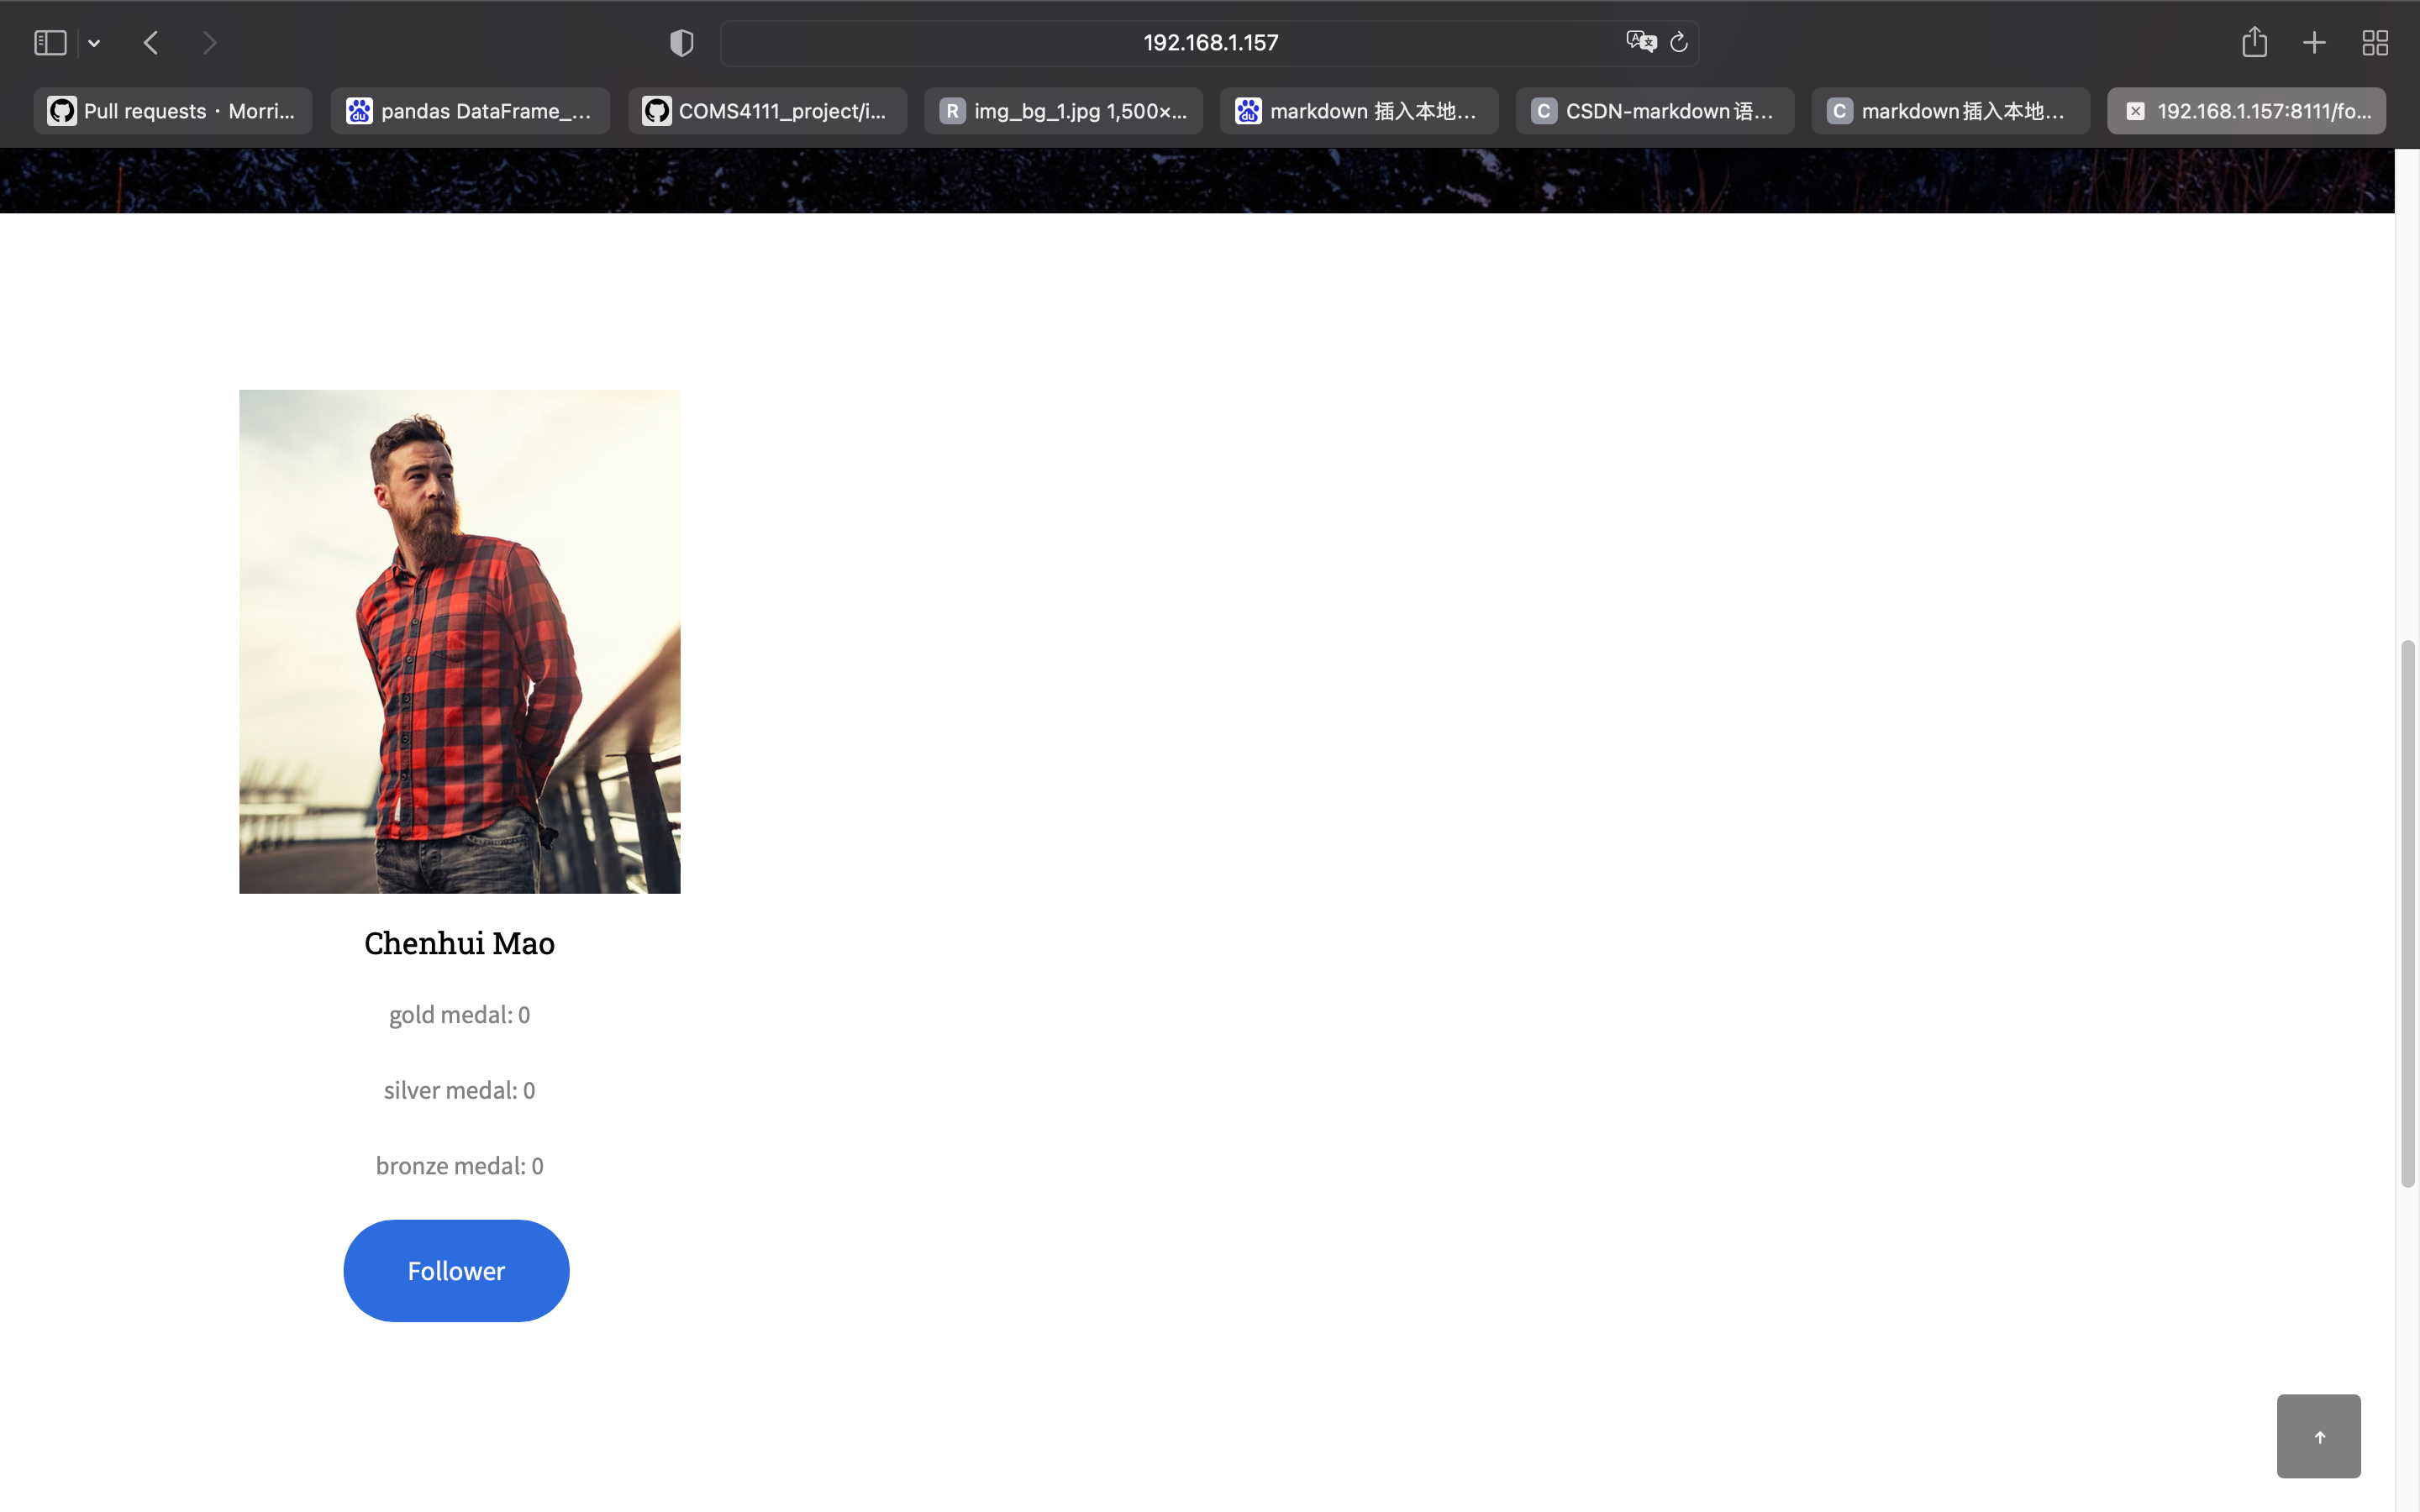 192.168.1.157
Pull requests · Morri...
pandas DataFrame_...
COMS4111_project/i...
R img_bg_1.jpg 1,500×...
markdown 插入本地...
C CSDN-markdown语...
C markdown插入本地...
192.168.1.157:8111/fo...
Chenhui Mao
gold medal: 0
silver medal: 0
bronze medal: 0
Follower